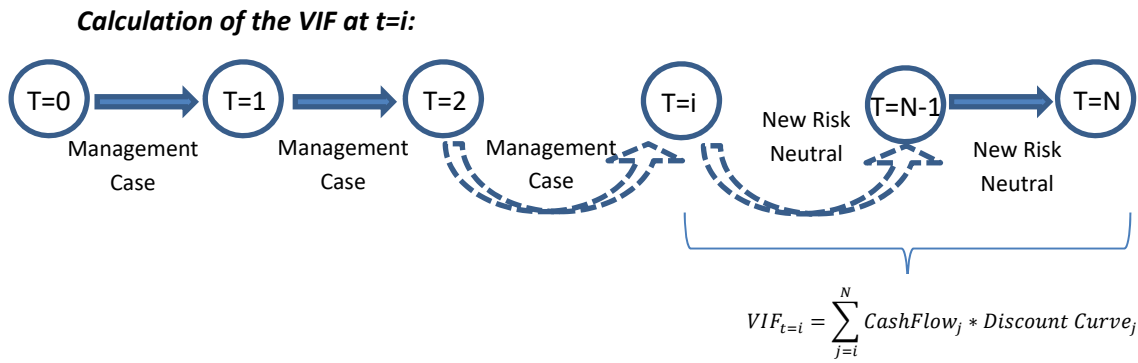 Calculation of the VIF at t=i:
T=0
T=1
T=2
T=i
T=N-1
T=N
Management
Case
Management
Case
Management
Case
New Risk
Neutral
New Risk
Neutral
VIF_{t=i} = \sum_{j=i}^{N} CashFlow_j * Discount Curve_j